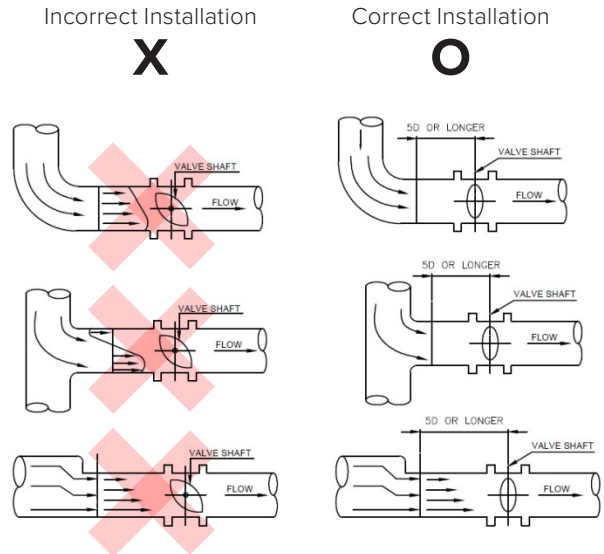 Incorrect Installation
Correct Installation
X
O
5D OR LONGER
VALVE SHAFT
VALVE SHAFT
FLOW
FLOW
5D OR LONGER
VALVE SHAFT
VALVE SHAFT
FLOW
FLOW
5D OR LONGER
VALVE SHAFT
VALVE SHAFT
FLOW
FLOW